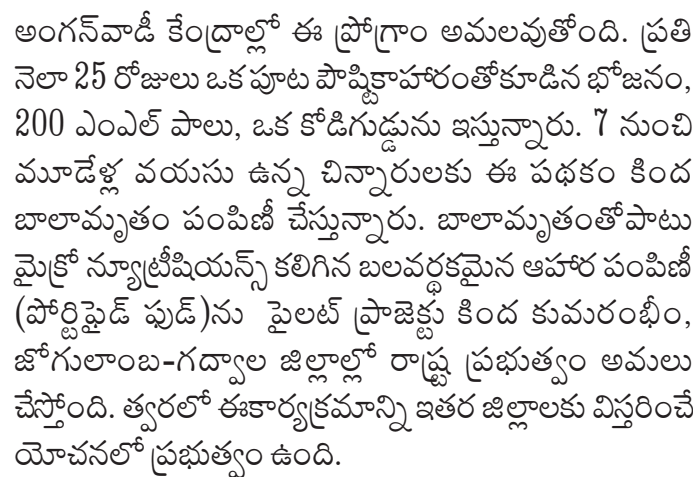 అంగన్‌వాడీ కేంద్రాల్లో ఈ ప్రోగ్రాం అమలవుతోంది. ప్రతి
నెలా 25 రోజులు ఒక పూట పౌష్టికాహారంతోకూడిన భోజనం,
200 ఎంఎల్ పాలు, ఒక కోడిగుడ్డును ఇస్తున్నారు. 7 నుంచి
మూడేళ్ల వయసు ఉన్న చిన్నారులకు ఈ పథకం కింద
బాలామృతం పంపిణీ చేస్తున్నారు. బాలామృతంతోపాటు
మైక్రో న్యూట్రీషియన్స్ కలిగిన బలవర్ధకమైన ఆహార పంపిణీ
(పోర్టిఫైడ్ ఫుడ్)ను పైలట్ ప్రాజెక్టు కింద కుమరంభీం,
జోగులాంబ-గద్వాల జిల్లాల్లో రాష్ట్ర ప్రభుత్వం అమలు
చేస్తోంది. త్వరలో ఈకార్యక్రమాన్ని ఇతర జిల్లాలకు విస్తరించే
యోచనలో ప్రభుత్వం ఉంది.